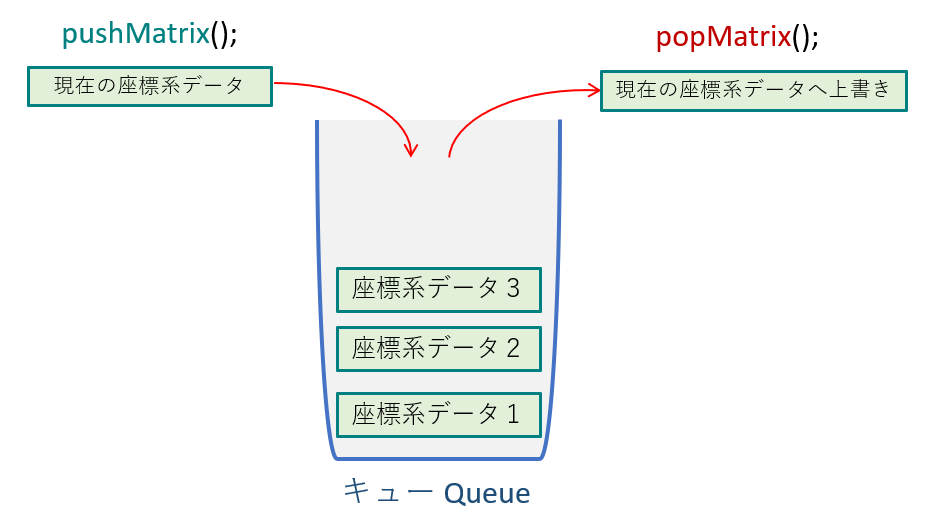 pushMatrix();
popMatrix();
現在の座標系データ
現在の座標系データへ上書き
座標系データ3
座標系データ2
座標系データ1
キュー Queue